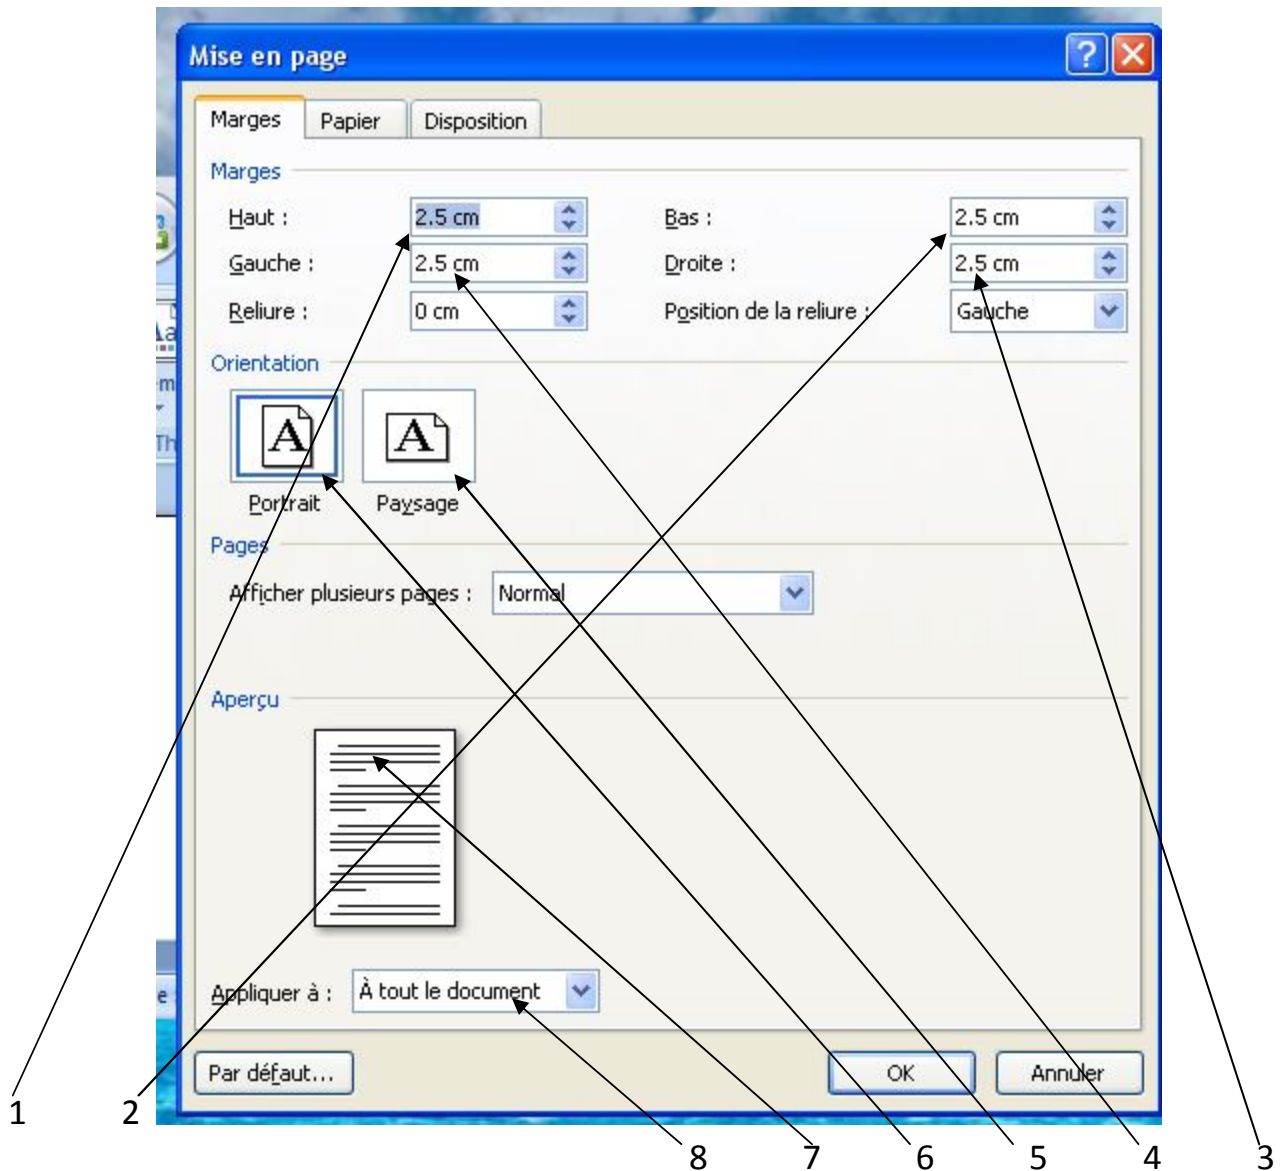 Mise en page
Marges Papier Disposition
Marges
Haut : 2.5 cm Bas : 2.5 cm
Gauche : 2.5 cm Droite : 2.5 cm
Reliure : 0 cm Position de la reliure : Gauche
Orientation
A A
Portrait Paysage
Pages
Afficher plusieurs pages : Normal
Aperçu
Appliquer à : À tout le document
Par défaut... OK Annuler
1 2
8 7 6 5 4 3